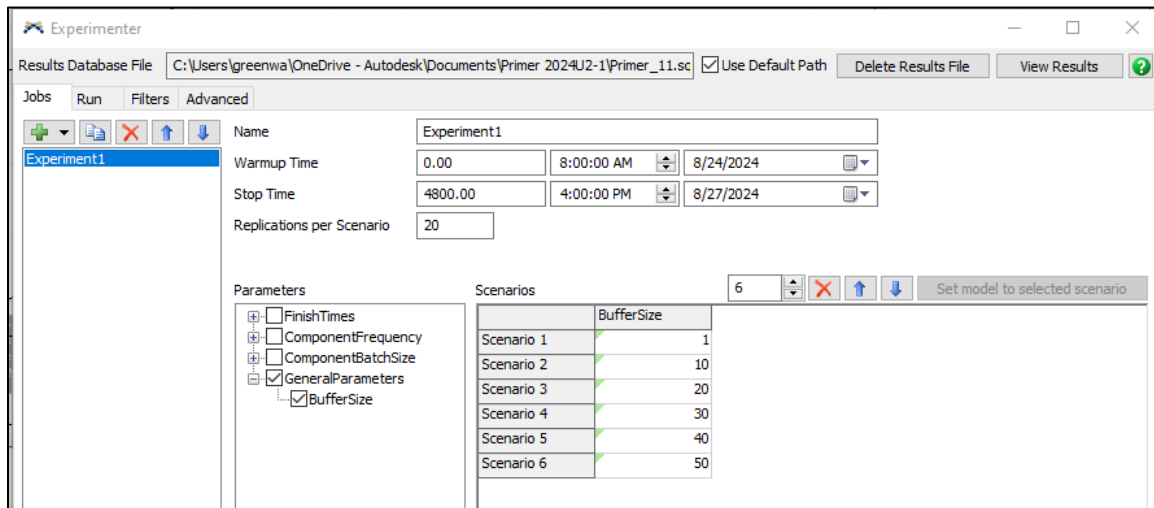 Experimenter
Results Database File C:\Users\greenwa\OneDrive - Autodesk\Documents\Primer 2024U2-1\Primer_11.sc Use Default Path Delete Results File View Results ?
Jobs Run Filters Advanced
Name Experiment1
Experiment1
Warmup Time 0.00 8:00:00 AM 8/24/2024
Stop Time 4800.00 4:00:00 PM 8/27/2024
Replications per Scenario 20
Parameters Scenarios 6 Set model to selected scenario
FinishTimes
ComponentFrequency
ComponentBatchSize
GeneralParameters
BufferSize
BufferSize
Scenario 1 1
Scenario 2 10
Scenario 3 20
Scenario 4 30
Scenario 5 40
Scenario 6 50